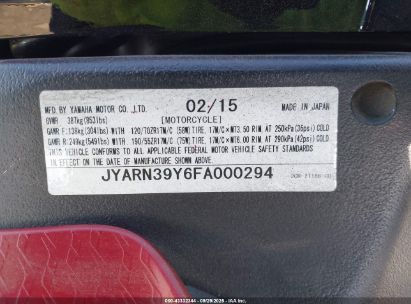 MFD BY YAMAHA MOTOR CO.,LTD. 02/15 MADE IN JAPAN
GVWR 387kg(853lbs) [MOTORCYCLE]
GAWR F:138kg(304lbs)WITH 120/70ZR17M/C (58W)TIRE, 17M/C×MT3.50 RIM, AT 250kPa(36psi)COLD
GAWR R:249kg(549lbs)WITH 190/55ZR17M/C (75W)TIRE, 17M/C×MT6.00 RIM, AT 290kPa(42psi)COLD
THIS VEHICLE CONFORMS TO ALL APPLICABLE FEDERAL MOTOR VEHICLE SAFETY STANDARDS
IN EFFECT ON THE DATE OF MANUFACTURE SHOWN ABOVE.
JYARN39Y6FA000294